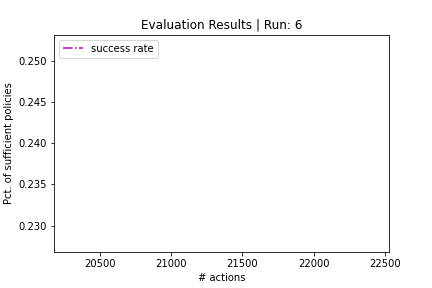 Evaluation Results | Run: 6
success rate
Pct. of sufficient policies
0.250
0.245
0.240
0.235
0.230
20500 21000 21500 22000 22500
# actions